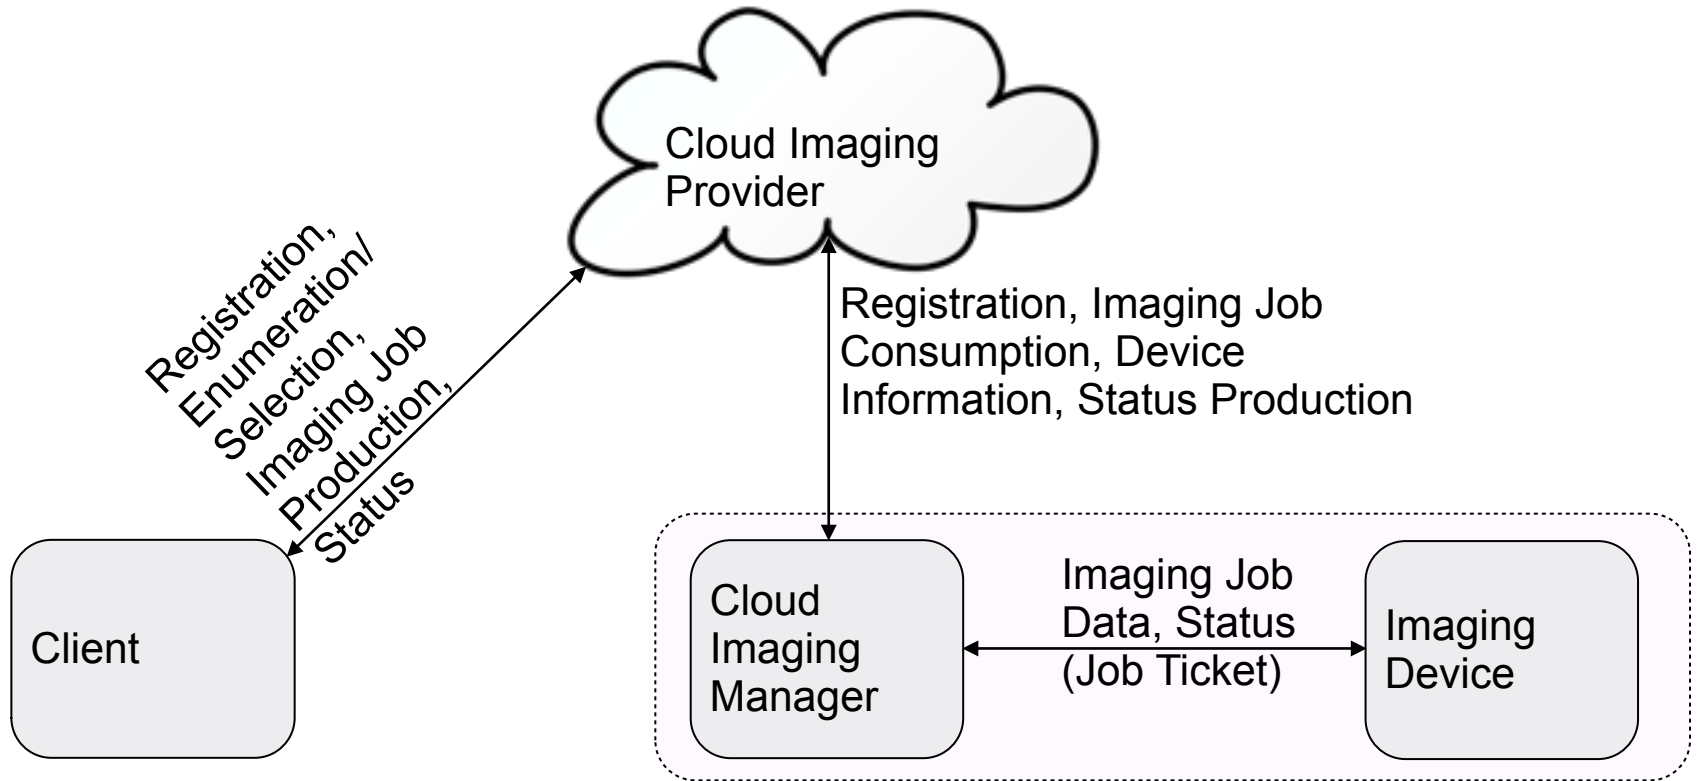 Cloud Imaging
Provider
Registration,
Enumeration/
Selection,
Imaging Job
Production,
Status
Registration, Imaging Job
Consumption, Device
Information, Status Production
Client
Cloud
Imaging
Manager
Imaging Job
Data, Status
(Job Ticket)
Imaging
Device